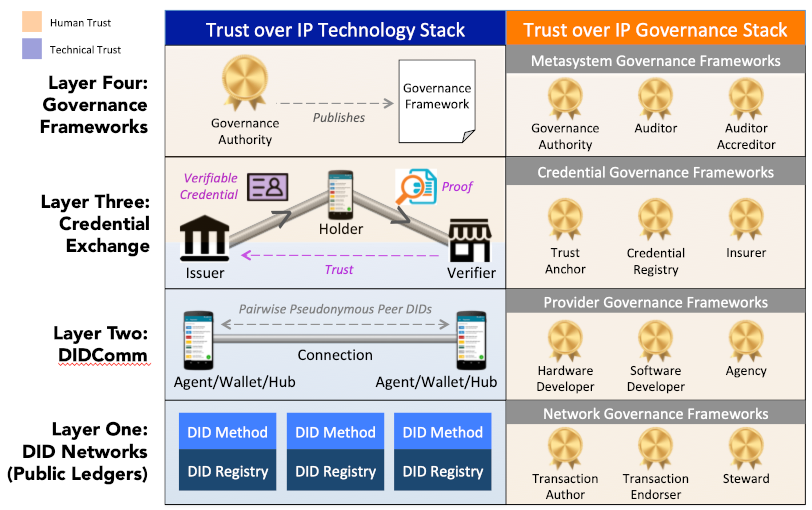 Human Trust
Technical Trust
Trust over IP Technology Stack
Trust over IP Governance Stack
Layer Four:
Governance
Frameworks
Governance
Authority
Publishes
Governance
Framework
Metasystem Governance Frameworks
Governance
Authority
Auditor
Auditor
Accreditor
Layer Three:
Credential
Exchange
Verifiable
Credential
Proof
Holder
Issuer
Trust
Verifier
Credential Governance Frameworks
Trust
Anchor
Credential
Registry
Insurer
Layer Two:
DIDComm
Pairwise Pseudonymous Peer DIDs
Connection
Agent/Wallet/Hub
Agent/Wallet/Hub
Provider Governance Frameworks
Hardware
Developer
Software
Developer
Agency
Layer One:
DID Networks
(Public Ledgers)
DID Method
DID Method
DID Method
DID Registry
DID Registry
DID Registry
Network Governance Frameworks
Transaction
Author
Transaction
Endorser
Steward